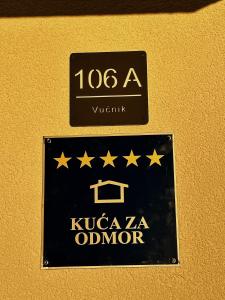 106 A
Vučnik
KUĆA ZA
ODMOR